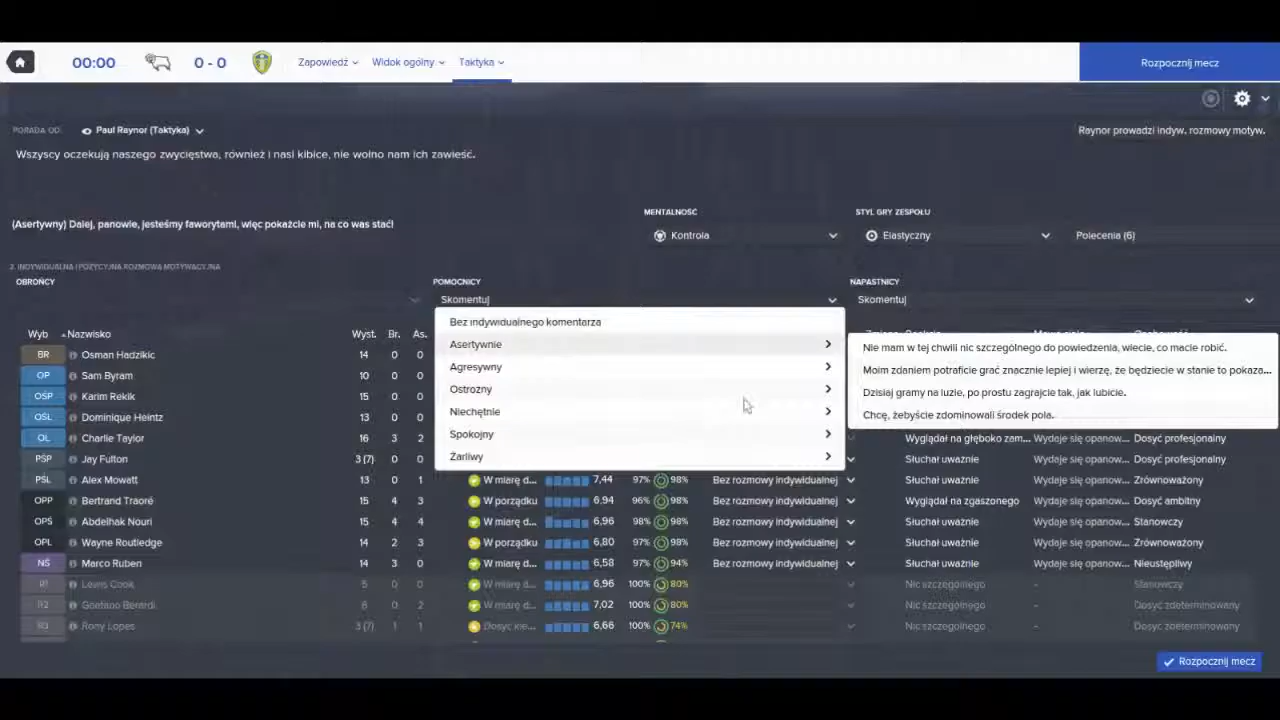 00:00 0 - 0 Zapowiedź Widok ogólny Taktyka Rozpocznij mecz
PORADA OD: Paul Raynor (Taktyka) Raynor prowadzi indyw. rozmowy motyw.
Wszyscy oczekują naszego zwycięstwa, również i nasi kibice, nie wolno nam ich zawieść.
MENTALNOŚĆ STYL GRY ZESPOŁU
(Asertywny) Dalej, panowie, jesteśmy faworytami, więc pokażcie mi, na co was stać!
Kontrola Elastyczny Polecenia (6)
2. INDYWIDUALNA I POZYCYJNA ROZMOWA MOTYWACYJNA
OBROŃCY POMOCNICY NAPASTNICY
Skomentuj Skomentuj
Bez indywidualnego komentarza
Asertywnie
Agresywny
Ostrożny
Niechętnie
Spokojny
Żarliwy
Nie mam w tej chwili nic szczególnego do powiedzenia, wiecie, co macie robić.
Moim zdaniem potraficie grać znacznie lepiej i wierzę, że będziecie w stanie to pokaza...
Dzisiaj gramy na luzie, po prostu zagrajcie tak, jak lubicie.
Chcę, żebyście zdominowali środek pola.
Wyb Nazwisko Wyst. Br. As.
BR Osman Hadzikic 14 0 0
OP Sam Byram 10 0 0
OŚP Karim Rekik 15 0 0
OŚL Dominique Heintz 13 0 0
OL Charlie Taylor 16 3 2 Wyglądał na głęboko zam... Wydaje się opanow... Dosyć profesjonalny
PŚP Jay Fulton 3 (7) 0 0 Słuchał uważnie Wydaje się opanow... Dosyć profesjonalny
PŚL Alex Mowatt 13 0 1 W miarę d... 7,44 97% 98% Bez rozmowy indywidualnej Słuchał uważnie Wydaje się opanow... Zrównoważony
OPP Bertrand Traoré 15 4 3 W porządku 6,94 96% 98% Bez rozmowy indywidualnej Wyglądał na zgaszonego Wydaje się opanow... Dosyć ambitny
OPŚ Abdelhak Nouri 15 4 4 W miarę d... 6,96 98% 98% Bez rozmowy indywidualnej Słuchał uważnie Wydaje się opanow... Stanowczy
OPL Wayne Routledge 14 2 3 W porządku 6,80 97% 98% Bez rozmowy indywidualnej Słuchał uważnie Wydaje się opanow... Zrównoważony
NŚ Marco Ruben 14 3 0 W miarę d... 6,58 97% 94% Bez rozmowy indywidualnej Słuchał uważnie Wydaje się opanow... Nieustępliwy
R1 Lewis Cook 5 0 0 W miarę d... 6,96 100% 80% Nic szczególnego - Stanowczy
R2 Gaetano Berardi 6 0 2 W miarę d... 7,02 100% 80% Nic szczególnego - Dosyć zdeterminowany
R3 Rony Lopes 3 (7) 1 1 Dosyć kie... 6,66 100% 74% Nic szczególnego - Dosyć zdeterminowany
Rozpocznij mecz